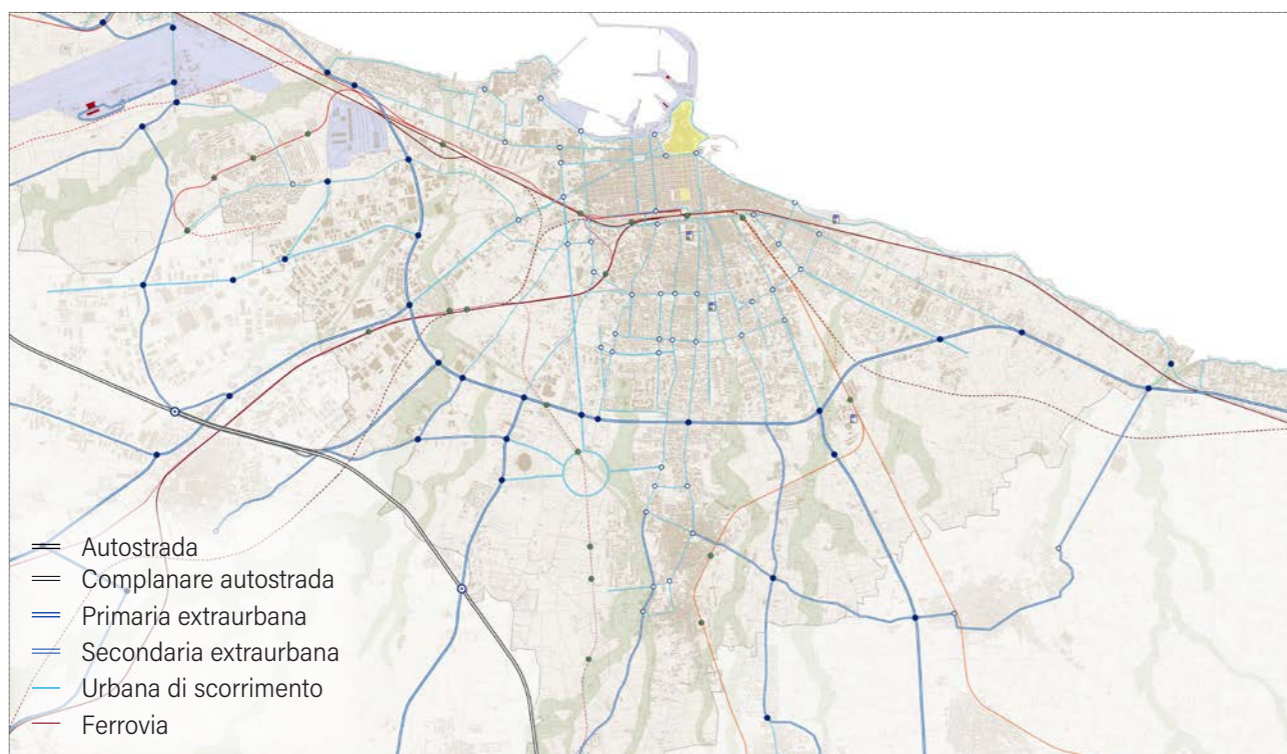 Autostrada
Complanare autostrada
Primaria extraurbana
Secondaria extraurbana
Urbana di scorrimento
Ferrovia